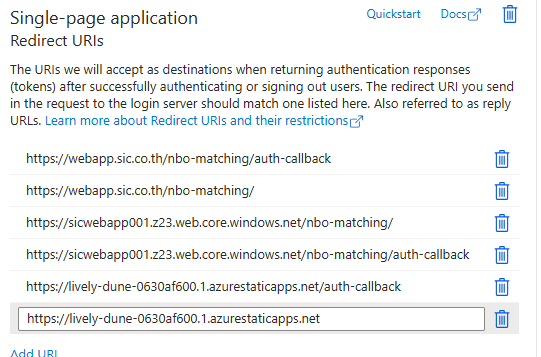 Single-page application
Quickstart
Docs
Redirect URIs
The URIs we will accept as destinations when returning authentication responses
(tokens) after successfully authenticating or signing out users. The redirect URI you send
in the request to the login server should match one listed here. Also referred to as reply
URLs. Learn more about Redirect URIs and their restrictions
https://webapp.sic.co.th/nbo-matching/auth-callback
https://webapp.sic.co.th/nbo-matching/
https://sicwebapp001.z23.web.core.windows.net/nbo-matching/
https://sicwebapp001.z23.web.core.windows.net/nbo-matching/auth-callback
https://lively-dune-0630af600.1.azurestaticapps.net/auth-callback
https://lively-dune-0630af600.1.azurestaticapps.net
Add URI